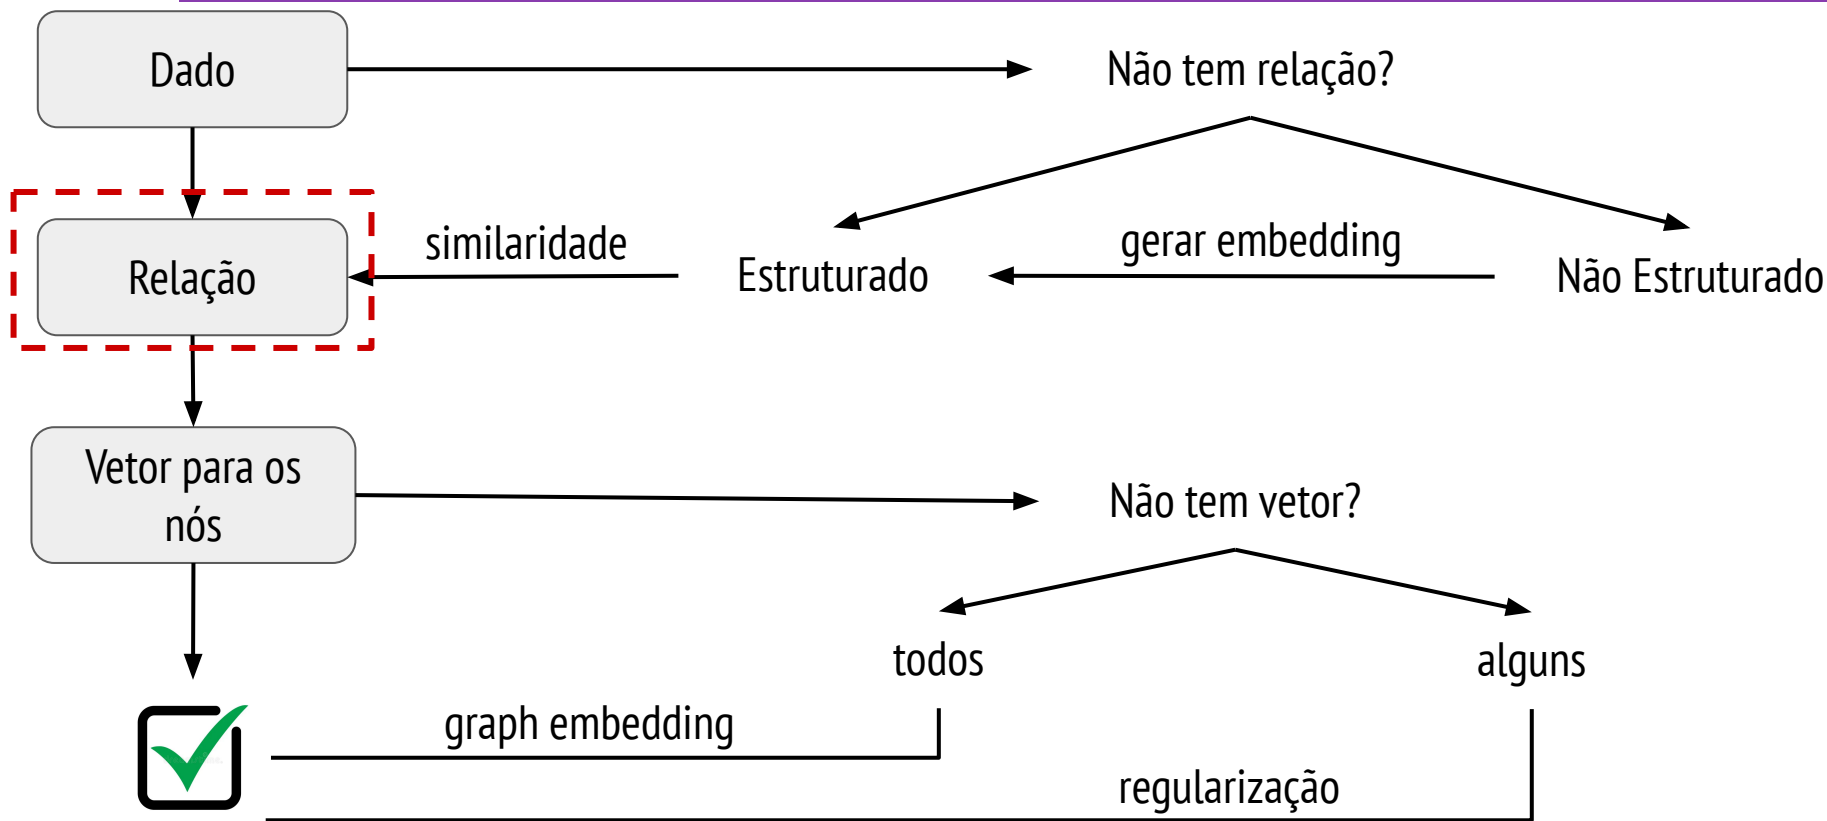 Dado
Não tem relação?
similaridade
gerar embedding
Relação
Estruturado
Não Estruturado
Vetor para os
nós
Não tem vetor?
todos
alguns
graph embedding
regularização